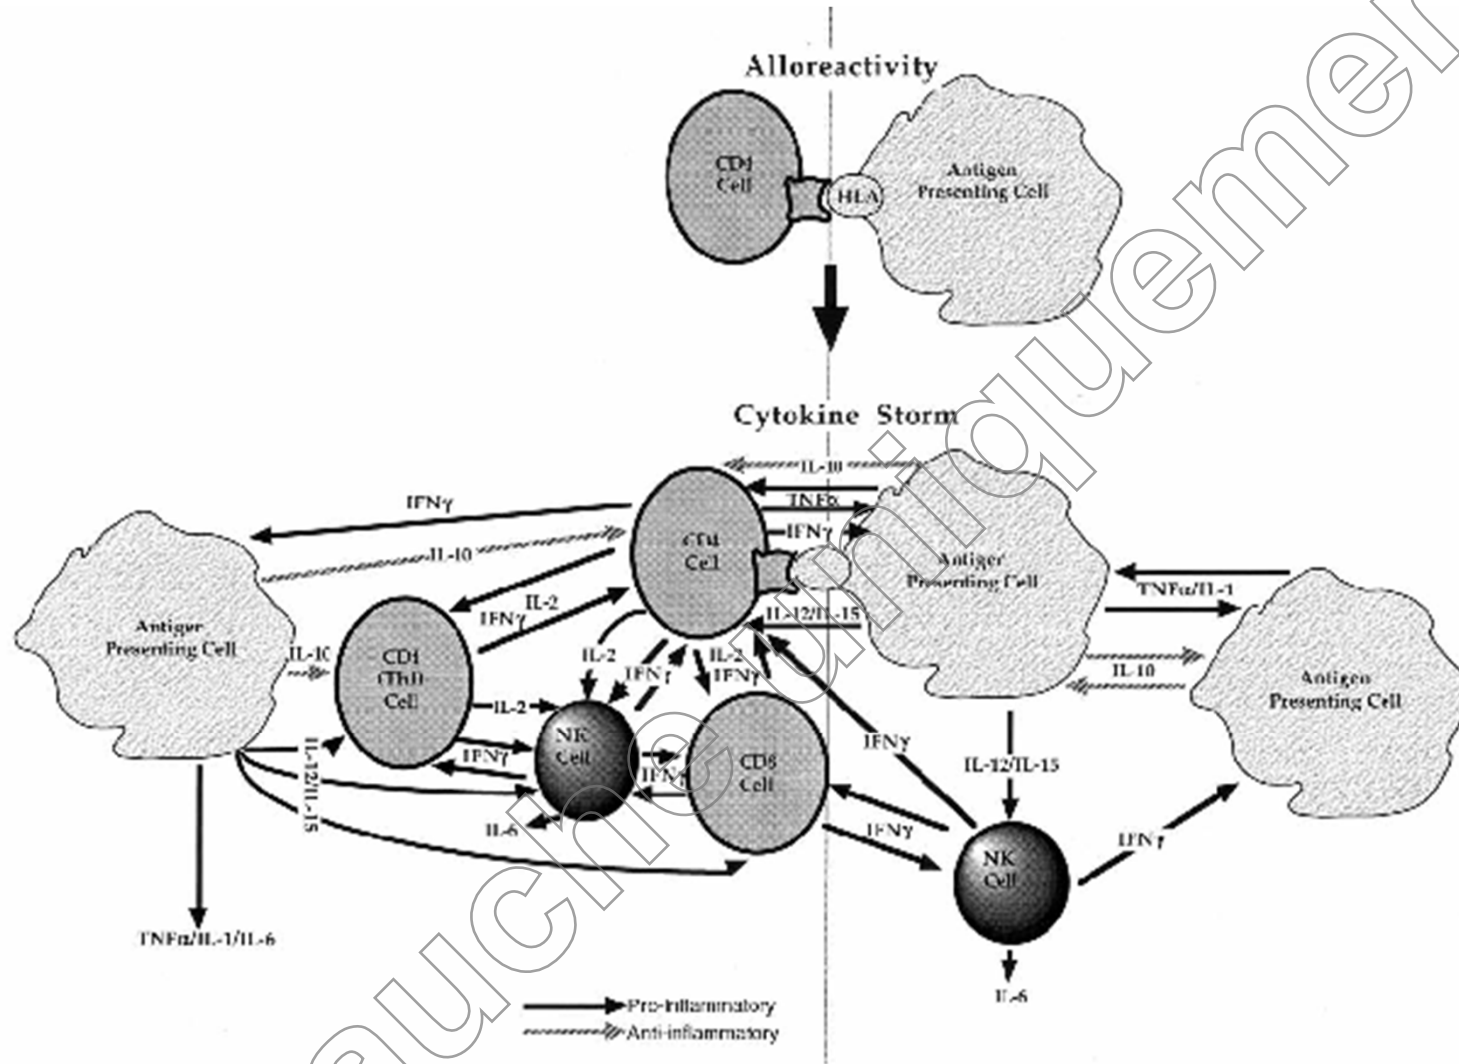 Alloreactivity
CD4
Cell
HLA
Antigen
Presenting Cell
Cytokine Storm
IL-10
TNFα
IFNγ
CD4
Cell
Antigen
Presenting Cell
IL-12/IL-15
IFNγ
IL-10
IL-2
IFNγ
Antigen
Presenting Cell
IL-10
CD4
(Th1)
Cell
IL-2
IFNγ
IL-2
IFNγ
IL-2
IFNγ
NK
Cell
IFNγ
CD8
Cell
IL-6
IL-12/IL-15
TNFα/IL-1/IL-6
TNFα/IL-1
IL-10
Antigen
Presenting Cell
IFNγ
IL-12/IL-15
IFNγ
NK
Cell
IFNγ
IL-6
Pro-Inflammatory
Anti-inflammatory
uniquement